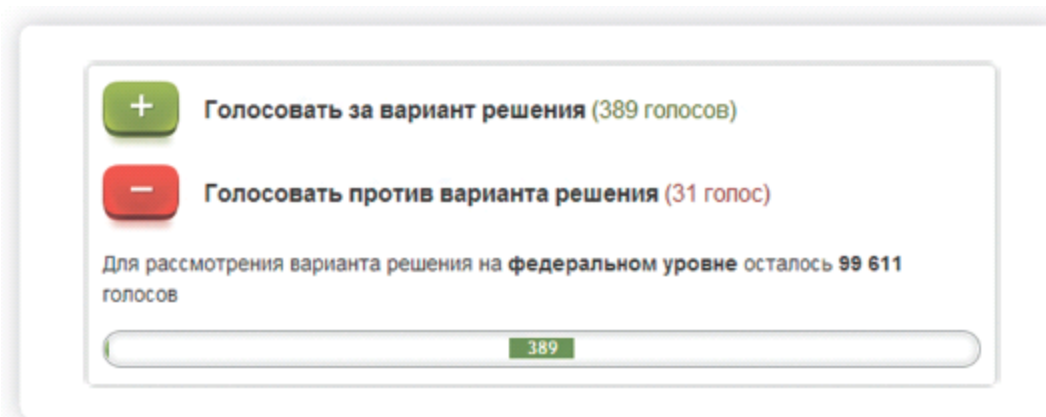 + Голосовать за вариант решения (389 голосов)
− Голосовать против варианта решения (31 голос)
Для рассмотрения варианта решения на федеральном уровне осталось 99 611
голосов
389